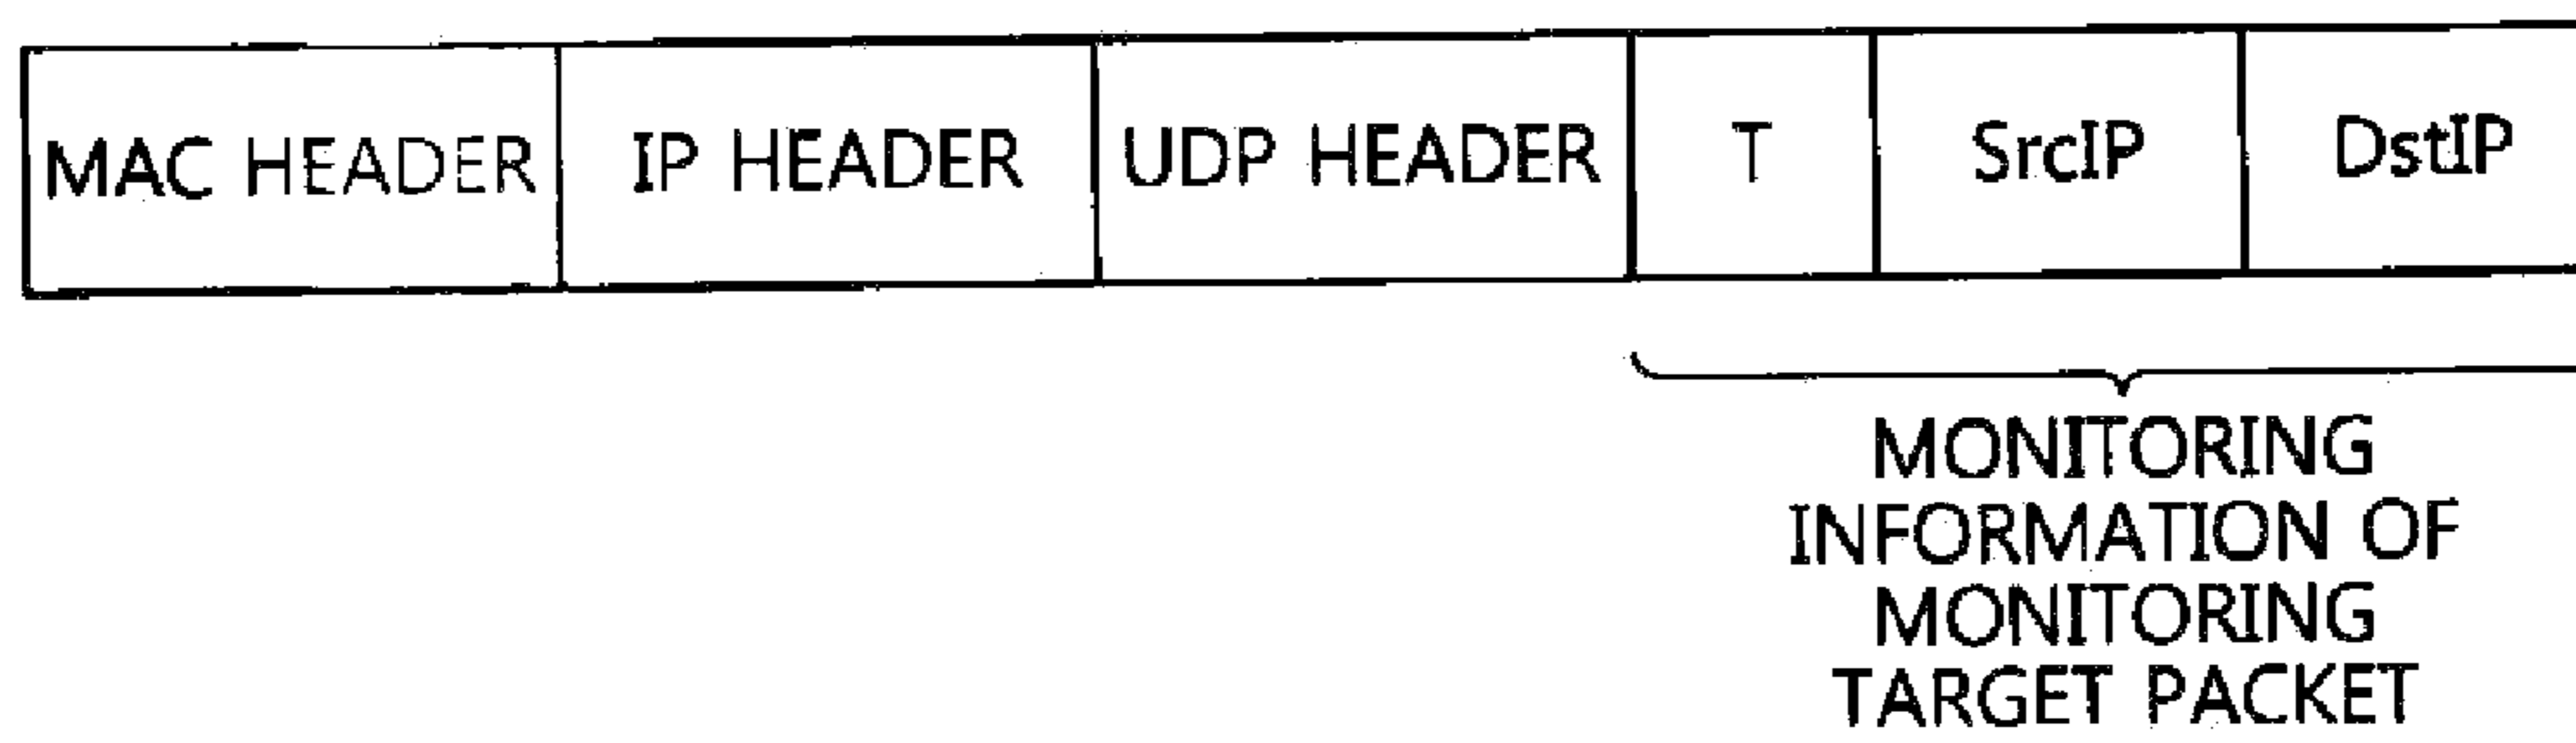 MAC HEADER IP HEADER UDP HEADER T SrcIP DstIP
MONITORING
INFORMATION OF
MONITORING
TARGET PACKET